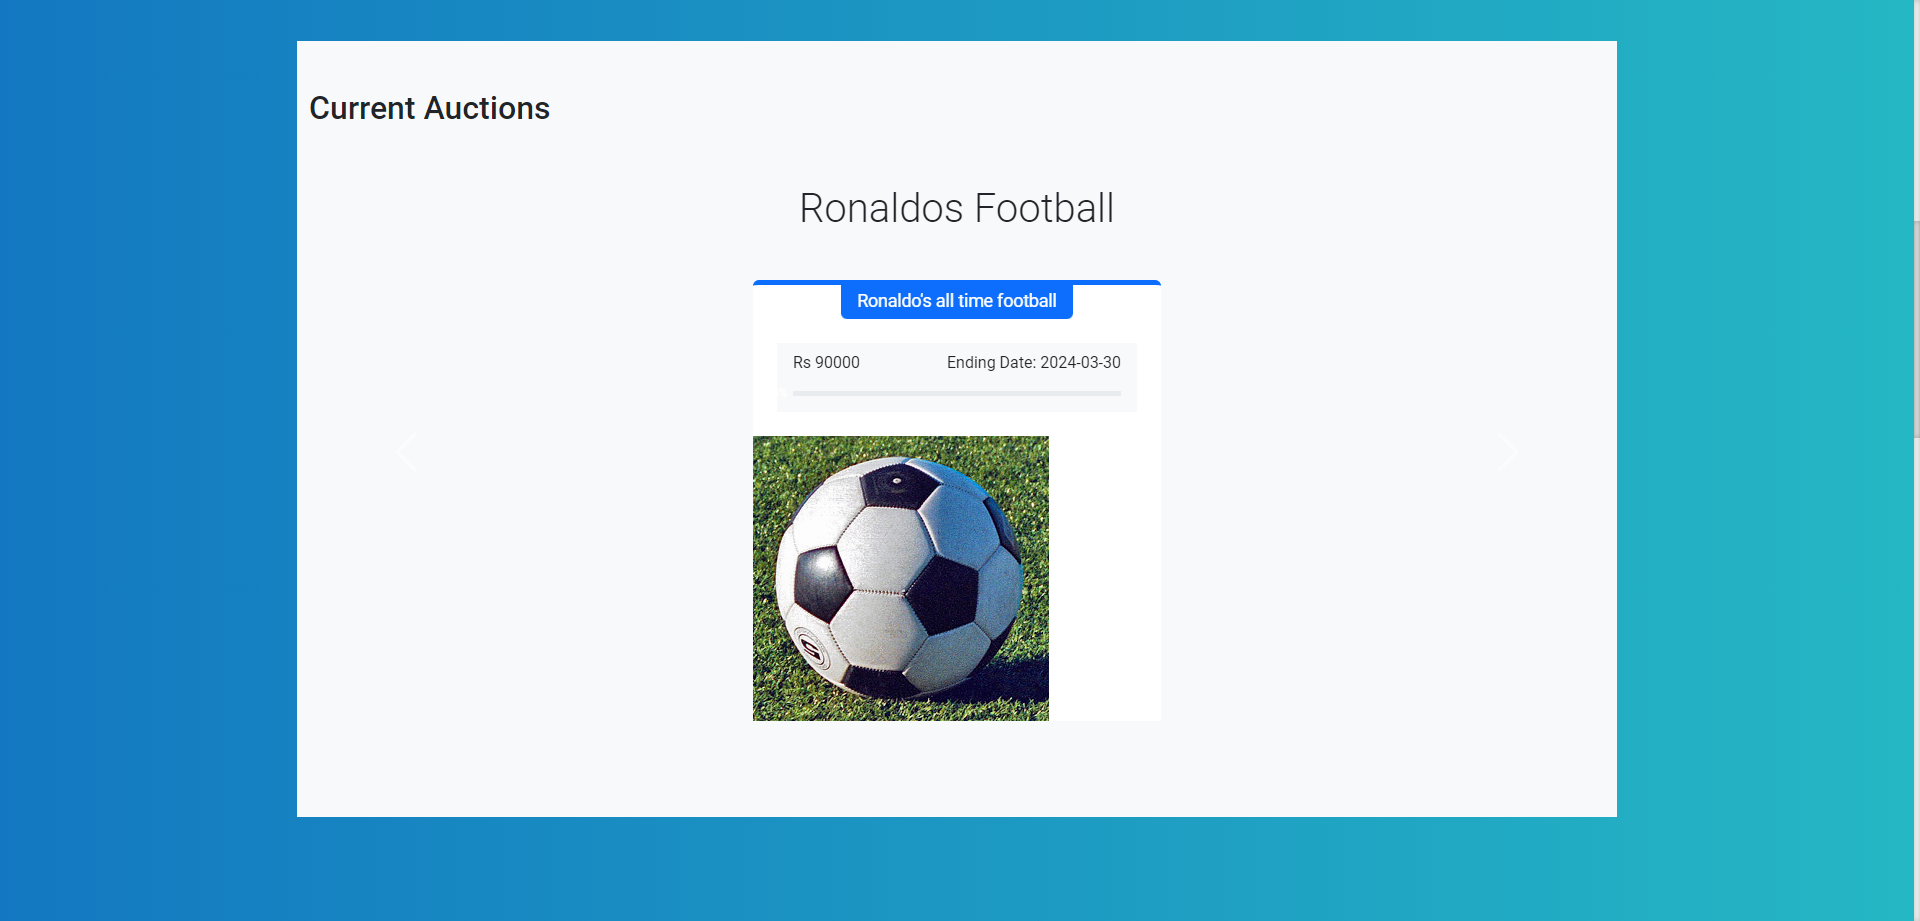 Current Auctions
Ronaldos Football
Ronaldo's all time football
Rs 90000 Ending Date: 2024-03-30